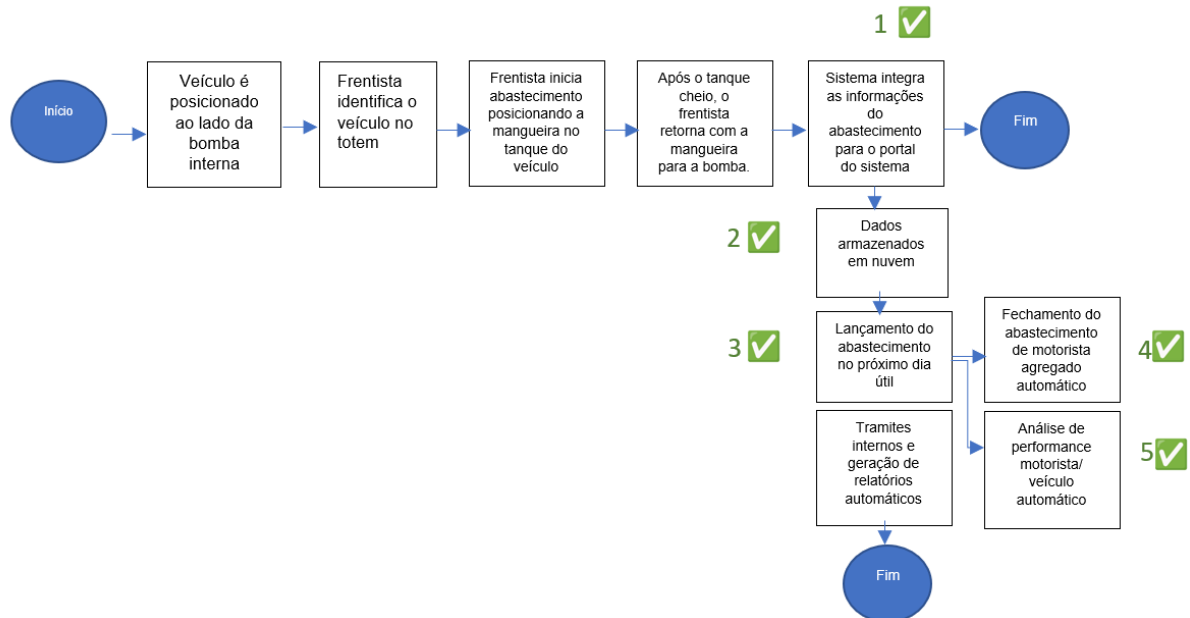 1 ✅
Início
Veículo é
posicionado
ao lado da
bomba
interna
Frentista
identifica o
veículo no
totem
Frentista inicia
abastecimento
posicionando a
mangueira no
tanque do
veículo
Após o tanque
cheio, o
frentista
retorna com a
mangueira
para a bomba.
Sistema integra
as informações
do
abastecimento
para o portal
do sistema
Fim
2 ✅
Dados
armazenados
em nuvem
3 ✅
Lançamento do
abastecimento
no próximo dia
útil
Fechamento do
abastecimento
de motorista
agregado
automático
4 ✅
Tramites
internos e
geração de
relatórios
automáticos
Análise de
performance
motorista/
veículo
automático
5 ✅
Fim